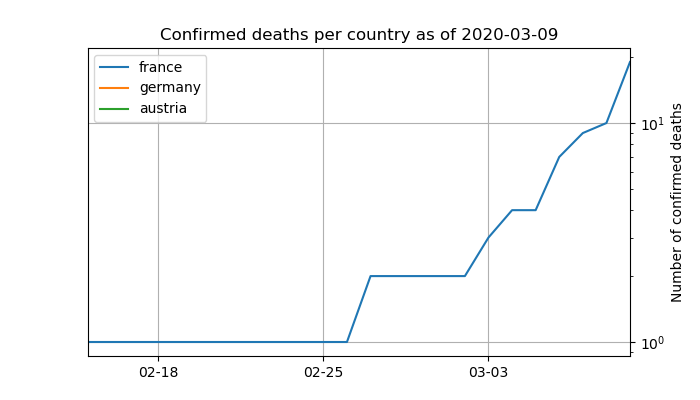 Confirmed deaths per country as of 2020-03-09
france
germany
austria
10¹
10⁰
Number of confirmed deaths
02-18
02-25
03-03